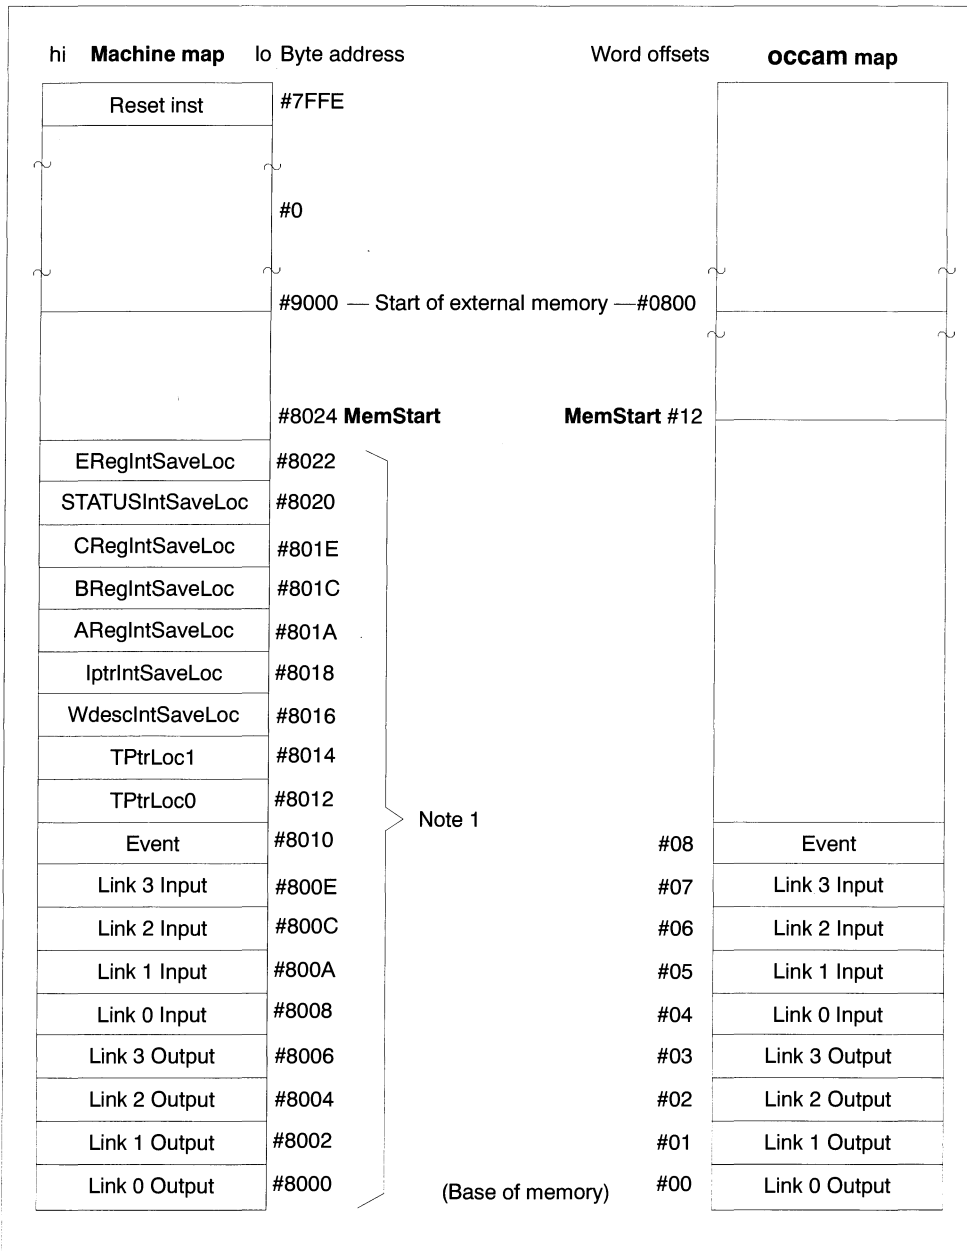 hi Machine map lo Byte address Word offsets occam map
Reset inst #7FFE
#0
#9000 — Start of external memory —#0800
#8024 MemStart MemStart #12
ERegIntSaveLoc #8022
STATUSIntSaveLoc #8020
CRegIntSaveLoc #801E
BRegIntSaveLoc #801C
ARegIntSaveLoc #801A
IptrIntSaveLoc #8018
WdescIntSaveLoc #8016
TPtrLoc1 #8014
TPtrLoc0 #8012
Note 1
Event #8010 #08 Event
Link 3 Input #800E #07 Link 3 Input
Link 2 Input #800C #06 Link 2 Input
Link 1 Input #800A #05 Link 1 Input
Link 0 Input #8008 #04 Link 0 Input
Link 3 Output #8006 #03 Link 3 Output
Link 2 Output #8004 #02 Link 2 Output
Link 1 Output #8002 #01 Link 1 Output
Link 0 Output #8000 (Base of memory) #00 Link 0 Output